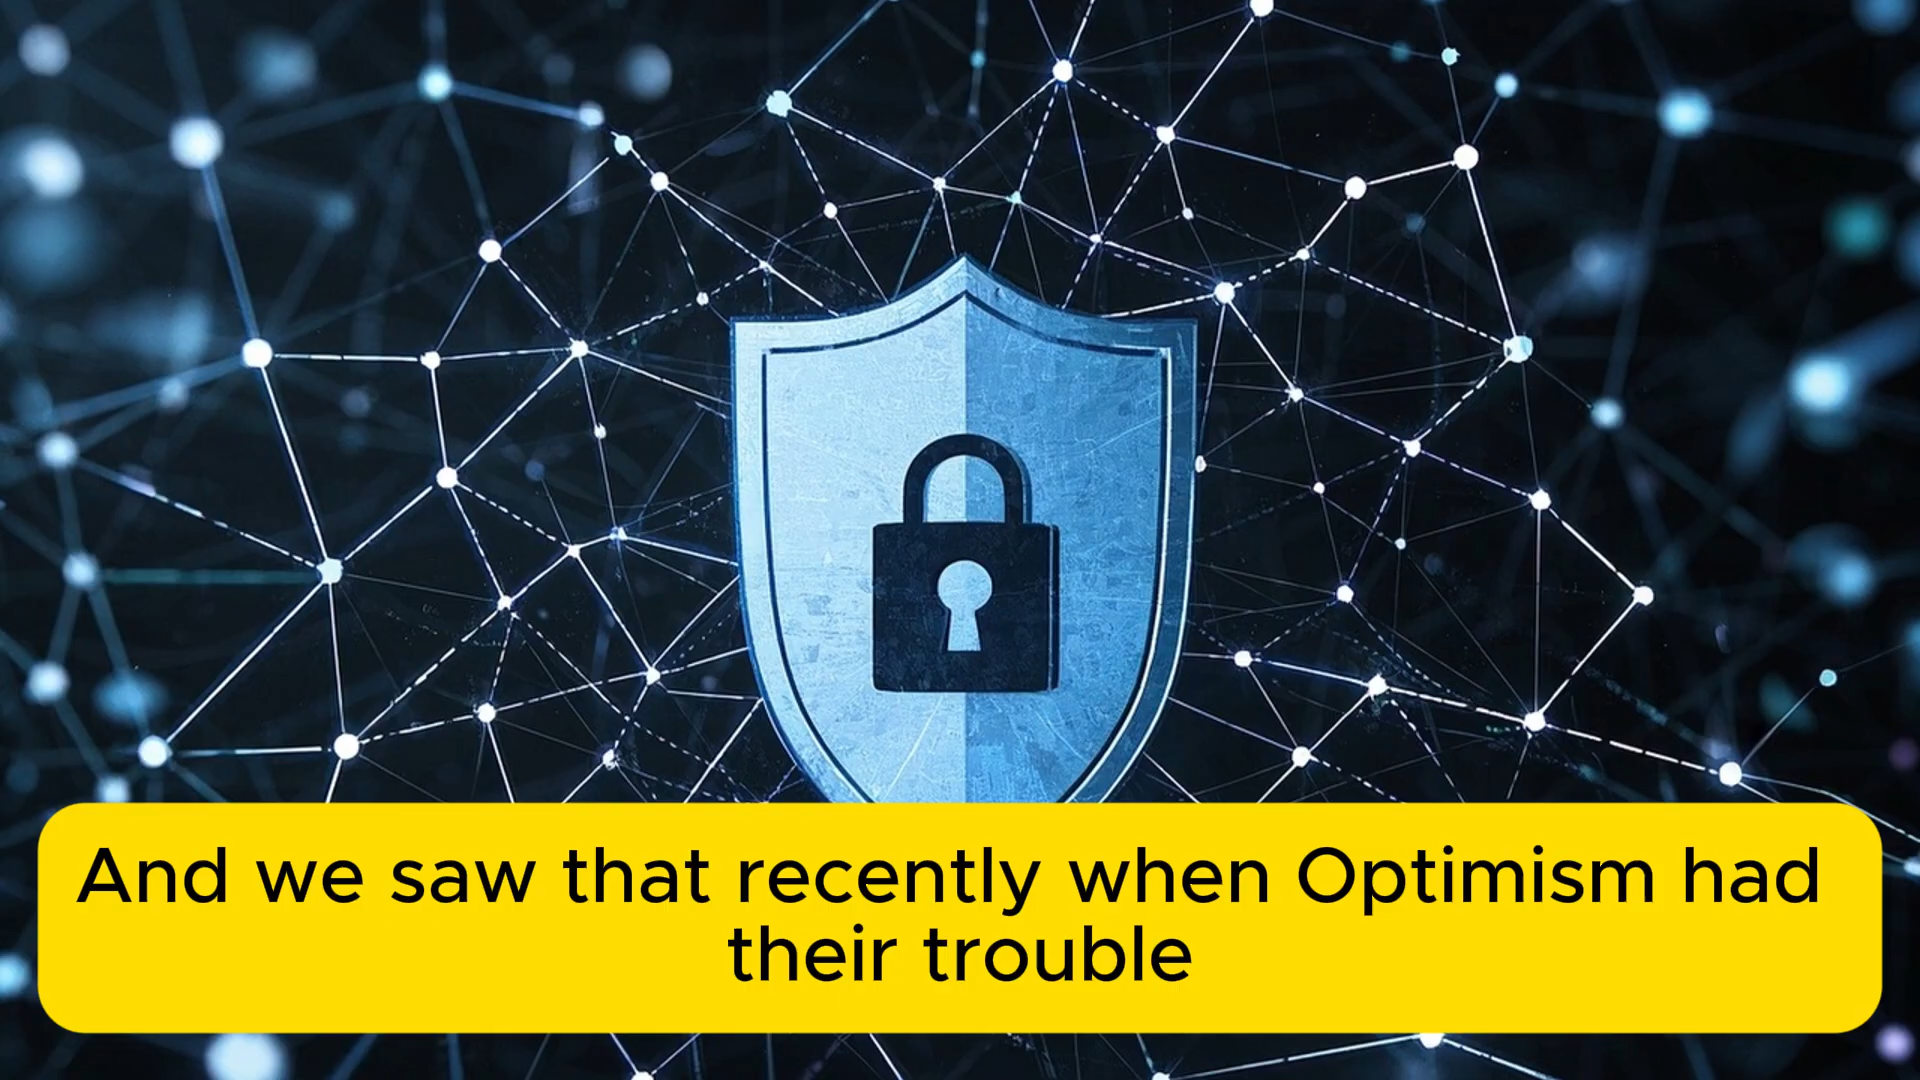 And we saw that recently when Optimism had
their trouble